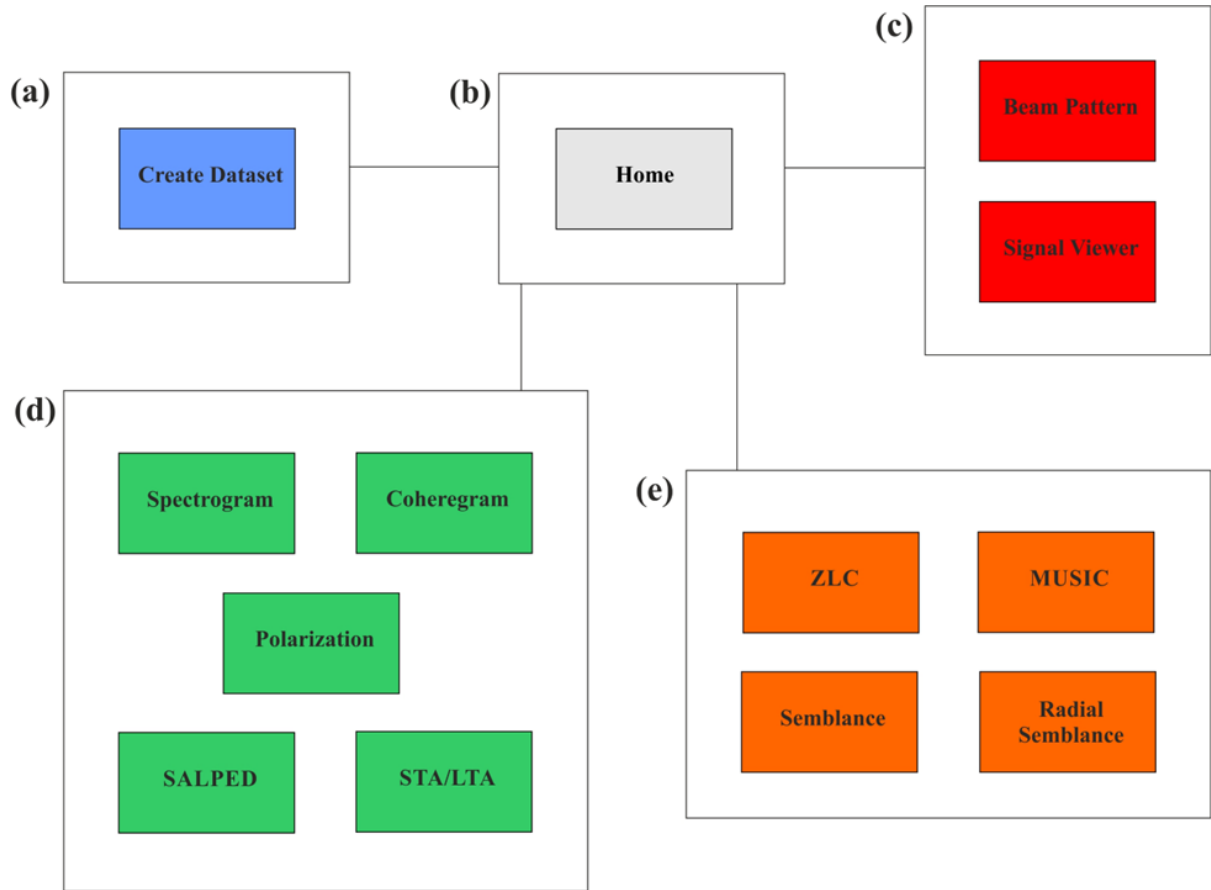 (a)
Create Dataset
(b)
Home
(c)
Beam Pattern
Signal Viewer
(d)
Spectrogram
Coheregram
Polarization
SALPED
STA/LTA
(e)
ZLC
MUSIC
Semblance
Radial
Semblance